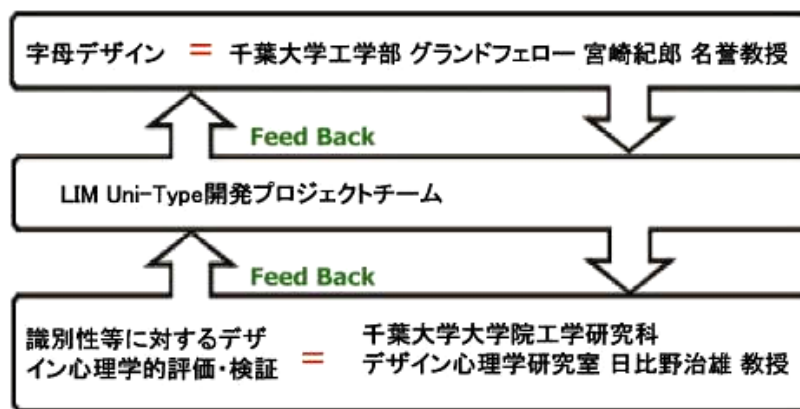 字母デザイン = 千葉大学工学部 グランドフェロー 宮崎紀郎 名誉教授
Feed Back
LIM Uni-Type開発プロジェクトチーム
Feed Back
識別性等に対するデザ
イン心理学的評価・検証
=
千葉大学大学院工学研究科
デザイン心理学研究室 日比野治雄 教授